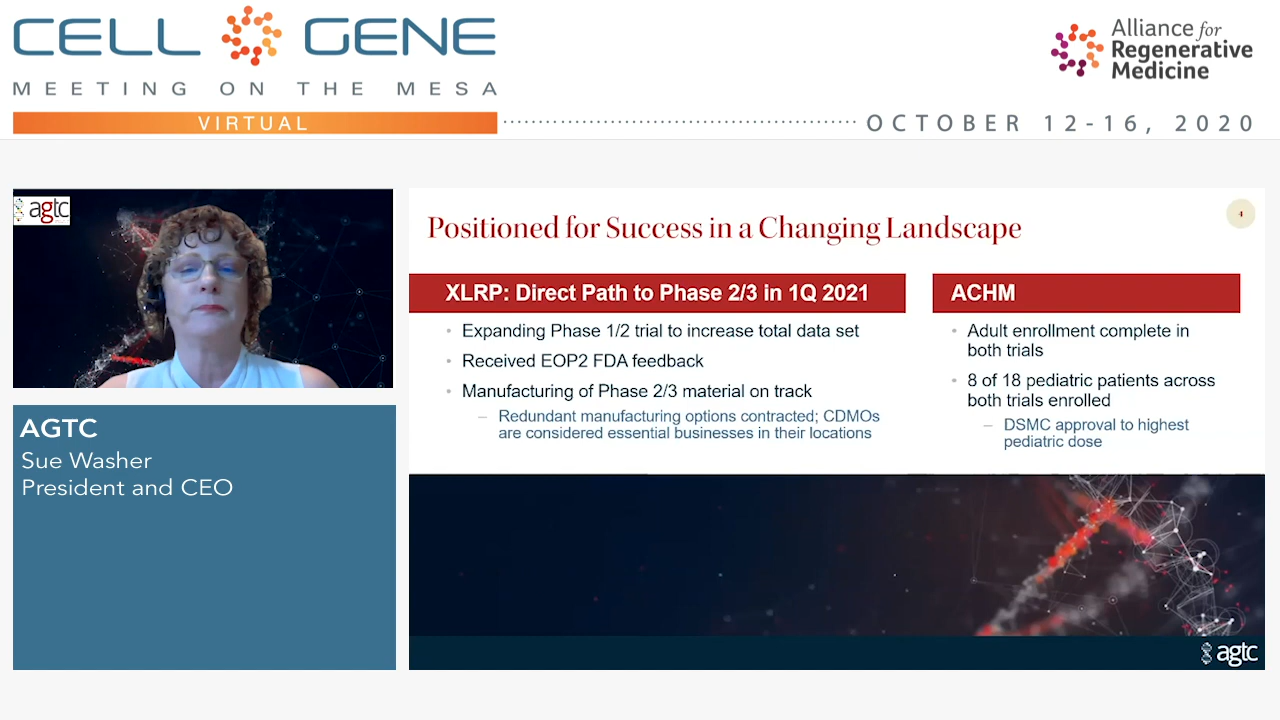 CELL GENE
MEETING ON THE MESA
VIRTUAL
Alliance for
Regenerative
Medicine
OCTOBER 12-16, 2020
agtc
AGTC
Sue Washer
President and CEO
Positioned for Success in a Changing Landscape
4
XLRP: Direct Path to Phase 2/3 in 1Q 2021
• Expanding Phase 1/2 trial to increase total data set
• Received EOP2 FDA feedback
• Manufacturing of Phase 2/3 material on track
– Redundant manufacturing options contracted; CDMOs
are considered essential businesses in their locations
ACHM
• Adult enrollment complete in
both trials
• 8 of 18 pediatric patients across
both trials enrolled
– DSMC approval to highest
pediatric dose
agtc